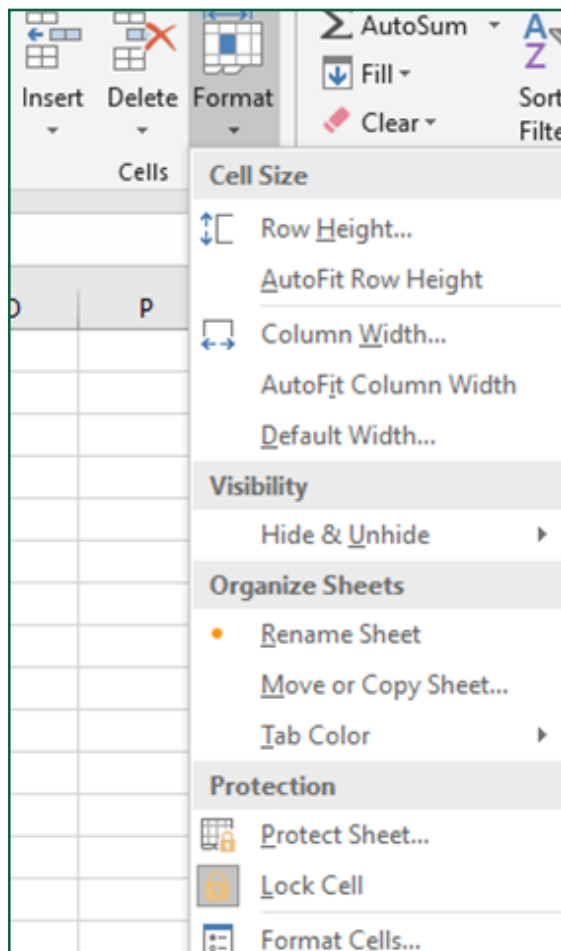 AutoSum
Fill
Clear
A
Z
Sort
Filte
Insert
Delete
Format
Cells
P
Cell Size
Row Height...
AutoFit Row Height
Column Width...
AutoFit Column Width
Default Width...
Visibility
Hide & Unhide
Organize Sheets
Rename Sheet
Move or Copy Sheet...
Tab Color
Protection
Protect Sheet...
Lock Cell
Format Cells...